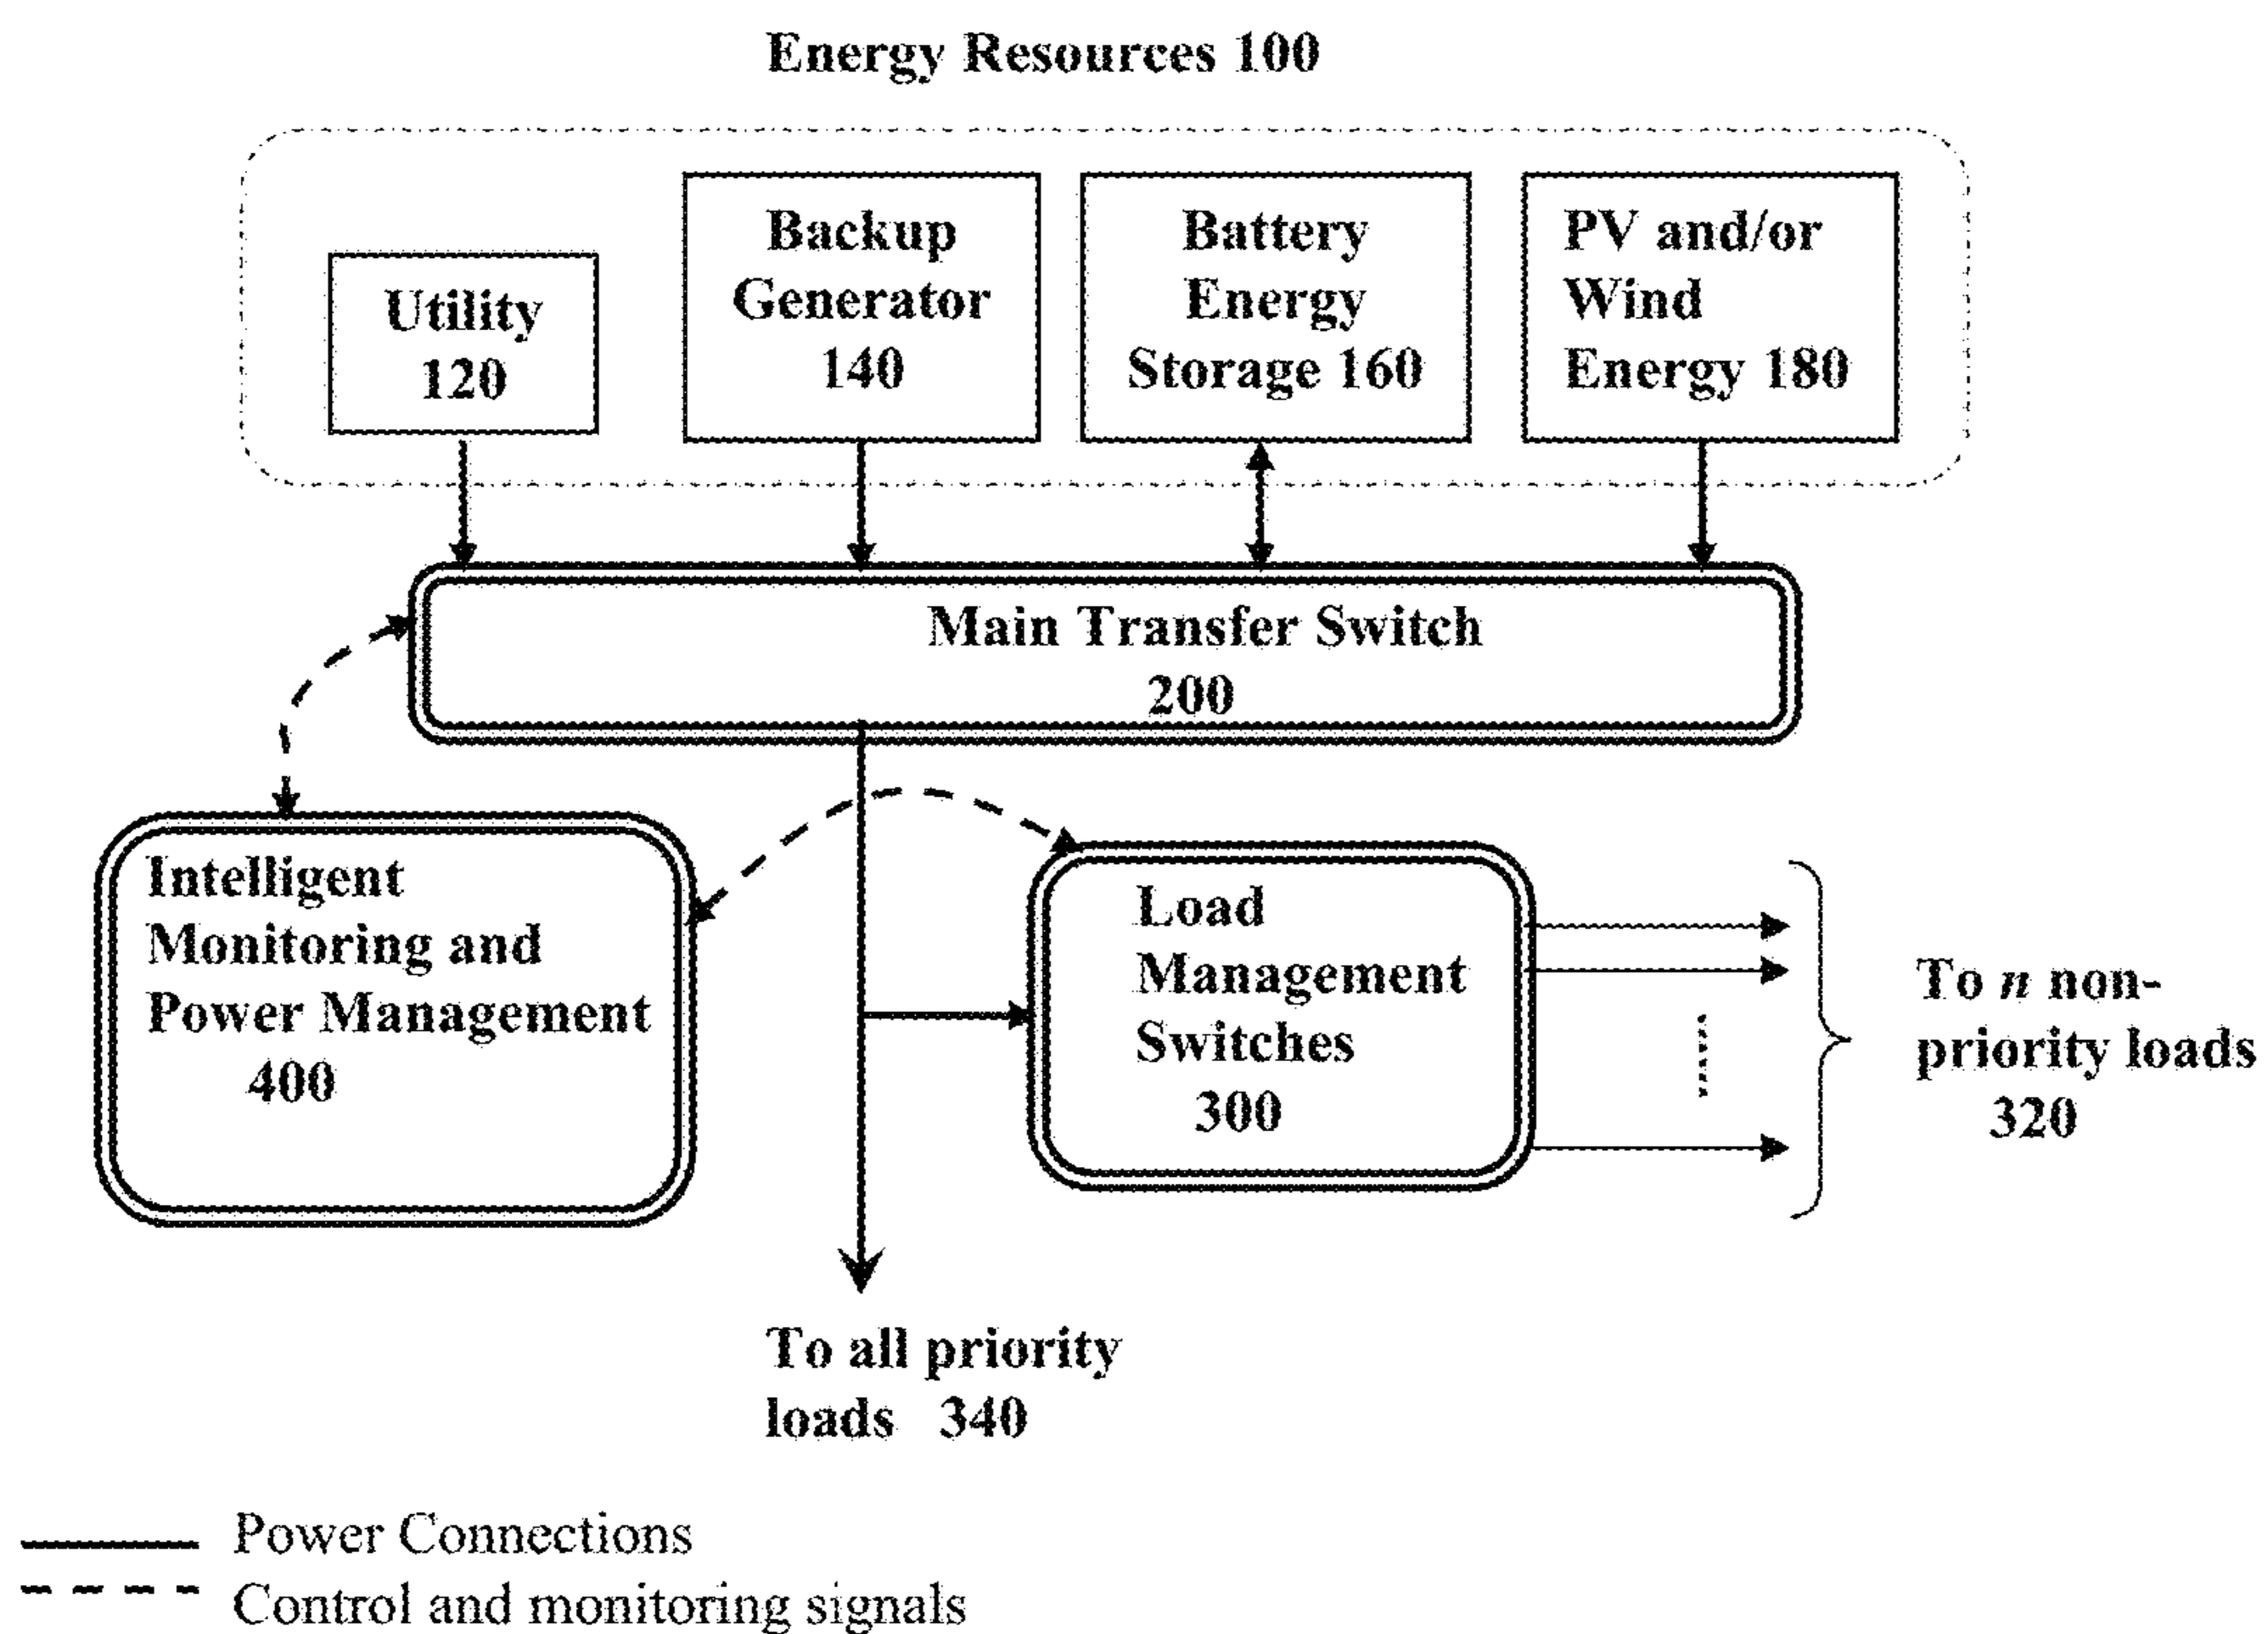 Energy Resources 100
Utility
120
Backup
Generator
140
Battery
Energy
Storage 160
PV and/or
Wind
Energy 180
Main Transfer Switch
200
Intelligent
Monitoring and
Power Management
400
Load
Management
Switches
300
To n non-
priority loads
320
To all priority
loads 340
Power Connections
Control and monitoring signals